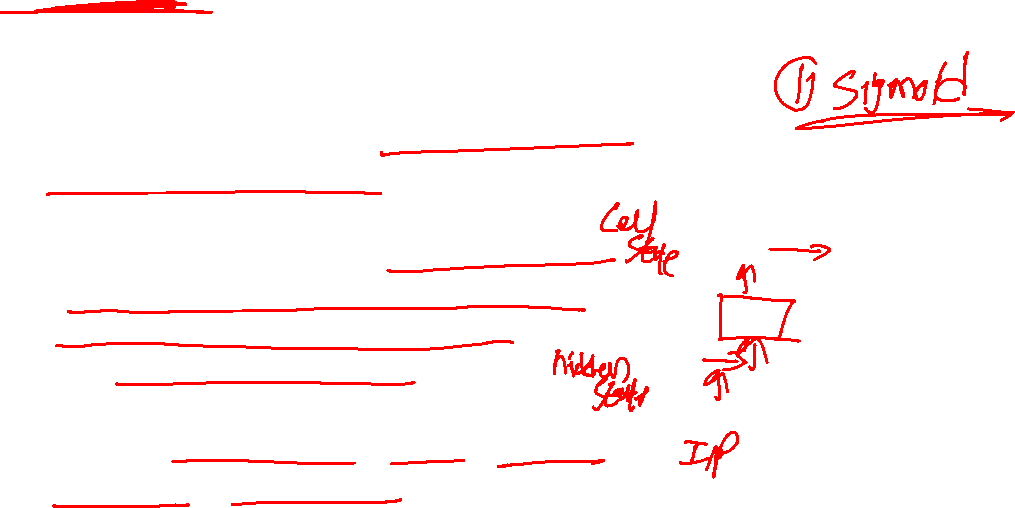 ① Sigmoid
Cell
State
hidden
State
I/P